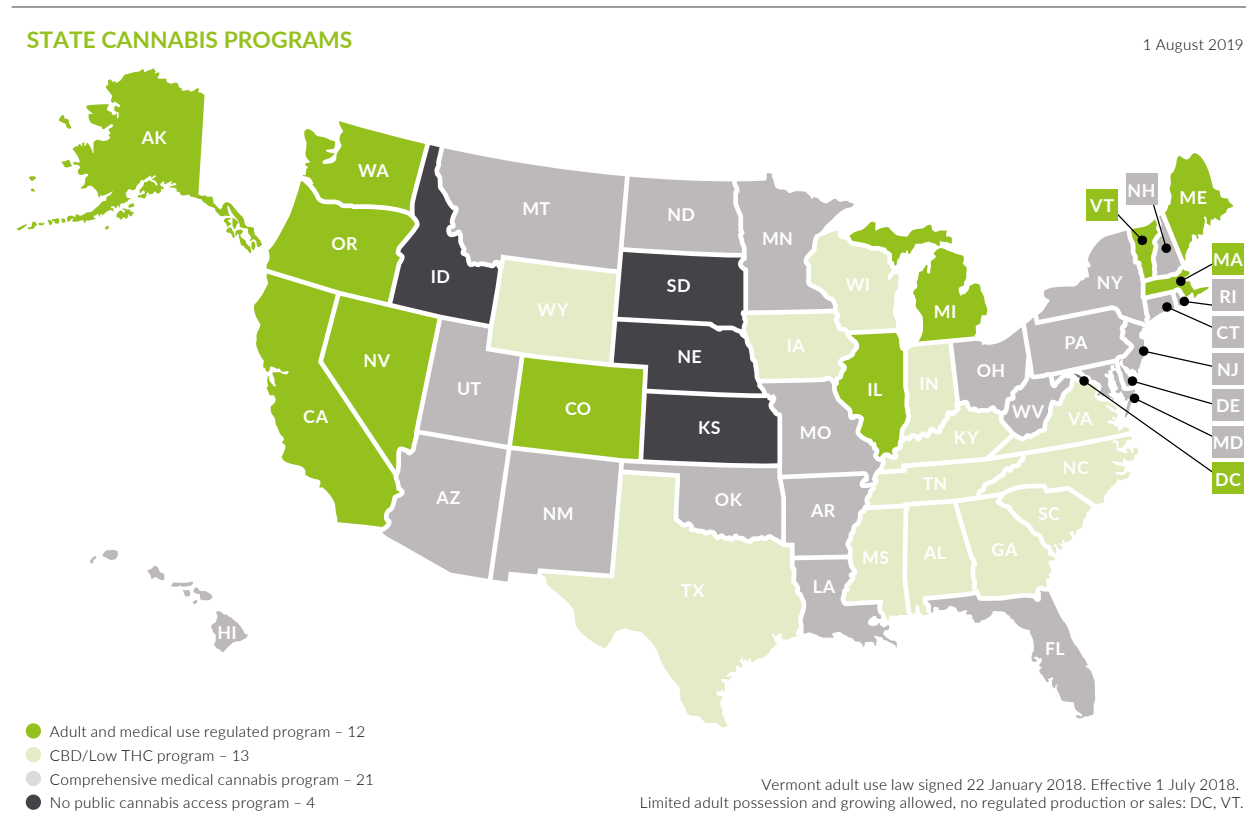 STATE CANNABIS PROGRAMS
1 August 2019
AK
WA
OR
ID
MT
ND
MN
SD
WY
WI
MI
NE
IA
NV
UT
CO
CA
KS
IL
IN
OH
MO
KY
WV
VA
PA
NY
VT
NH
ME
MA
RI
CT
NJ
DE
MD
DC
AZ
NM
OK
AR
TN
NC
SC
MS
AL
GA
TX
LA
FL
HI
Adult and medical use regulated program – 12
CBD/Low THC program – 13
Comprehensive medical cannabis program – 21
No public cannabis access program – 4
Vermont adult use law signed 22 January 2018. Effective 1 July 2018.
Limited adult possession and growing allowed, no regulated production or sales: DC, VT.